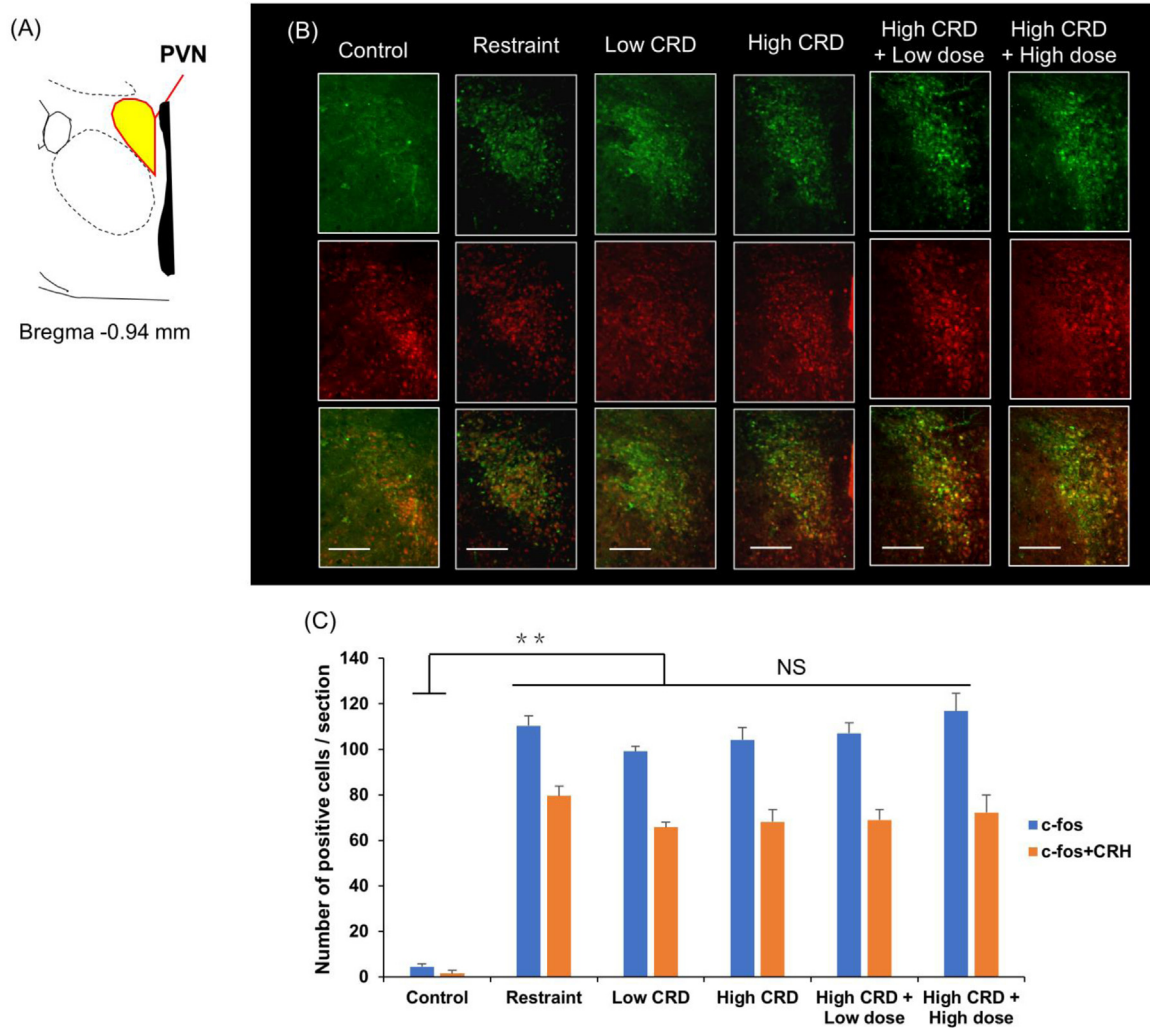 (A)
PVN
Bregma -0.94 mm
(B)
Control
Restraint
Low CRD
High CRD
High CRD
+ Low dose
High CRD
+ High dose
(C)
**
NS
Number of positive cells / section
140
120
100
80
60
40
20
0
Control
Restraint
Low CRD
High CRD
High CRD +
Low dose
High CRD +
High dose
c-fos
c-fos+CRH